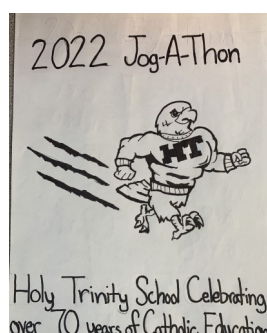 2022 Jog-A-Thon
HT
Holy Trinity School Celebrating
over 70 years of Catholic Education